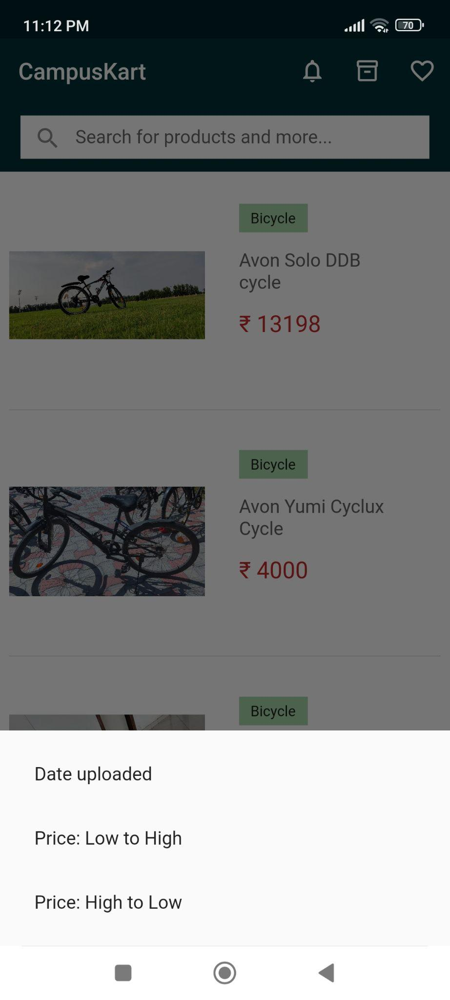 11:12 PM
70
CampusKart
Search for products and more...
Bicycle
Avon Solo DDB
cycle
₹ 13198
Bicycle
Avon Yumi Cyclux
Cycle
₹ 4000
Bicycle
Date uploaded
Price: Low to High
Price: High to Low